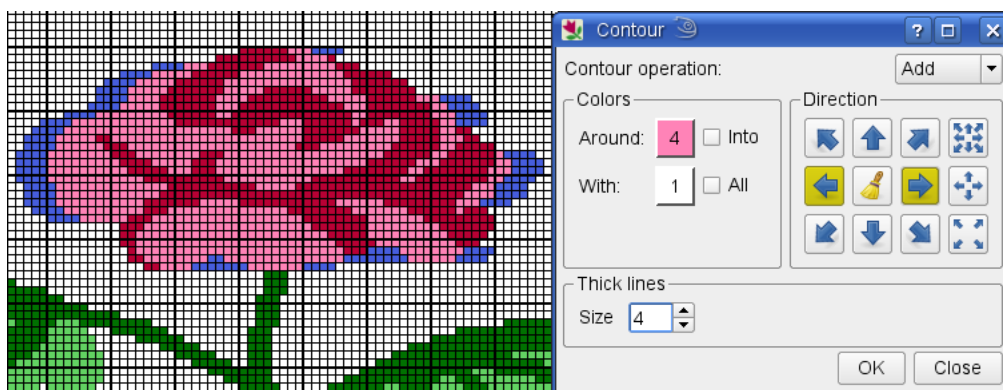 Contour
Contour operation:
Add
Colors
Direction
Around:
4
Into
With:
1
All
Thick lines
Size
4
OK
Close